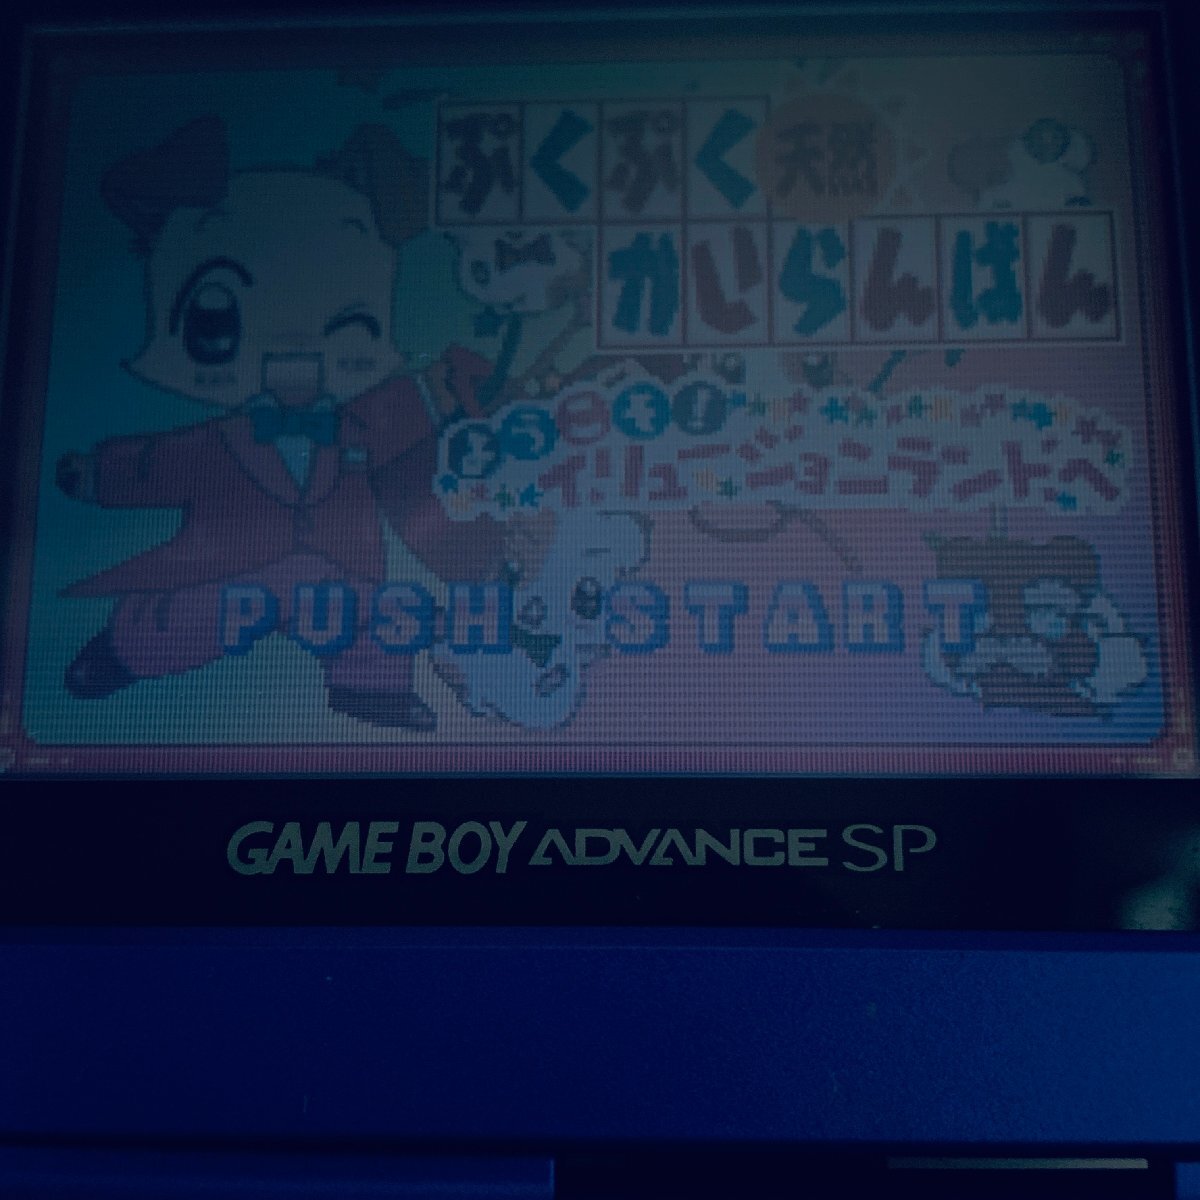 ぷくぷく天然
かいらんばん
ようこそ!
イリュージョンランドへ
PUSH START
GAME BOY ADVANCE SP